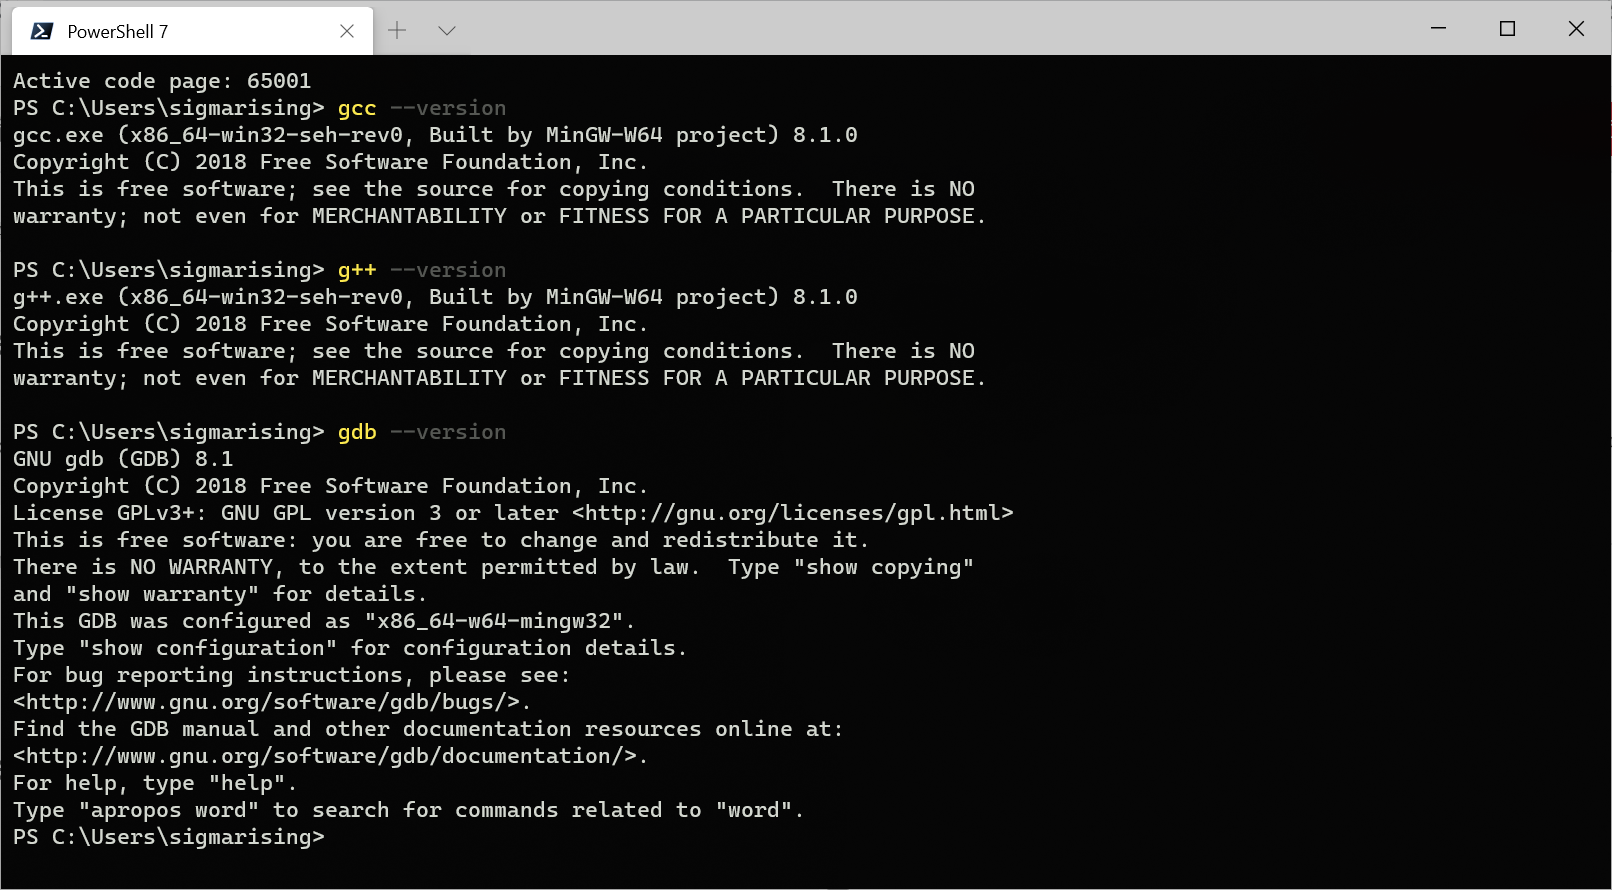 PowerShell 7
Active code page: 65001
PS C:\Users\sigmarising> gcc --version
gcc.exe (x86_64-win32-seh-rev0, Built by MinGW-W64 project) 8.1.0
Copyright (C) 2018 Free Software Foundation, Inc.
This is free software; see the source for copying conditions.  There is NO
warranty; not even for MERCHANTABILITY or FITNESS FOR A PARTICULAR PURPOSE.

PS C:\Users\sigmarising> g++ --version
g++.exe (x86_64-win32-seh-rev0, Built by MinGW-W64 project) 8.1.0
Copyright (C) 2018 Free Software Foundation, Inc.
This is free software; see the source for copying conditions.  There is NO
warranty; not even for MERCHANTABILITY or FITNESS FOR A PARTICULAR PURPOSE.

PS C:\Users\sigmarising> gdb --version
GNU gdb (GDB) 8.1
Copyright (C) 2018 Free Software Foundation, Inc.
License GPLv3+: GNU GPL version 3 or later <http://gnu.org/licenses/gpl.html>
This is free software: you are free to change and redistribute it.
There is NO WARRANTY, to the extent permitted by law.  Type "show copying"
and "show warranty" for details.
This GDB was configured as "x86_64-w64-mingw32".
Type "show configuration" for configuration details.
For bug reporting instructions, please see:
<http://www.gnu.org/software/gdb/bugs/>.
Find the GDB manual and other documentation resources online at:
<http://www.gnu.org/software/gdb/documentation/>.
For help, type "help".
Type "apropos word" to search for commands related to "word".
PS C:\Users\sigmarising>